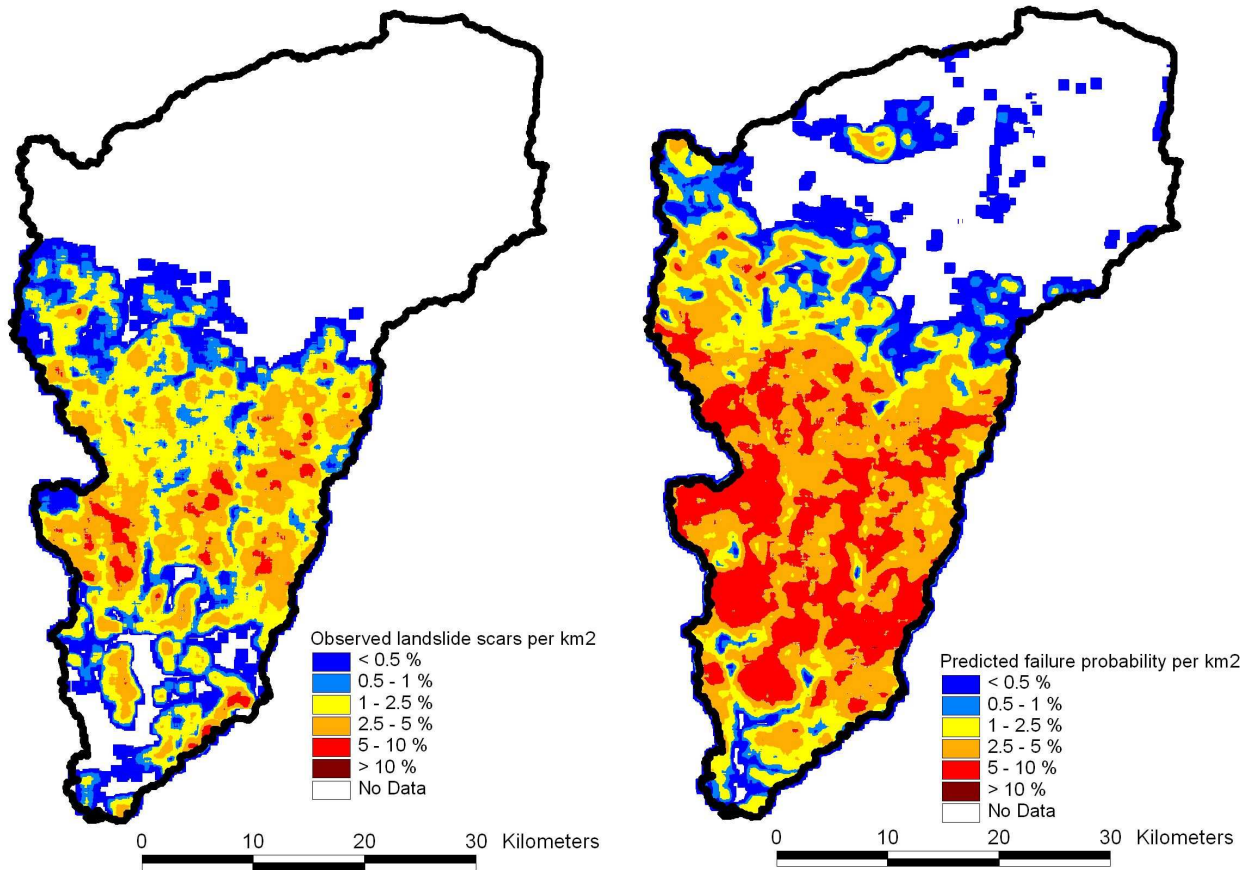 Observed landslide scars per km2
< 0.5 %
0.5 - 1 %
1 - 2.5 %
2.5 - 5 %
5 - 10 %
> 10 %
No Data
0 10 20 30 Kilometers
Predicted failure probability per km2
< 0.5 %
0.5 - 1 %
1 - 2.5 %
2.5 - 5 %
5 - 10 %
> 10 %
No Data
0 10 20 30 Kilometers